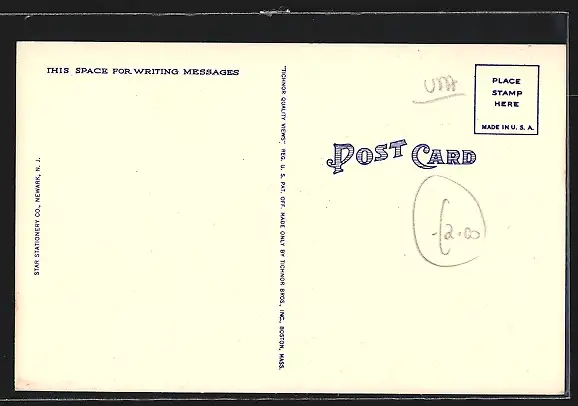 THIS SPACE FOR WRITING MESSAGES
STAR STATIONERY CO., NEWARK, N. J.
"TICHNOR QUALITY VIEWS," REG. U. S. PAT. OFF. MADE ONLY BY TICHNOR BROS., INC., BOSTON, MASS.
USA
PLACE
STAMP
HERE
MADE IN U. S. A.
POST CARD
2.00